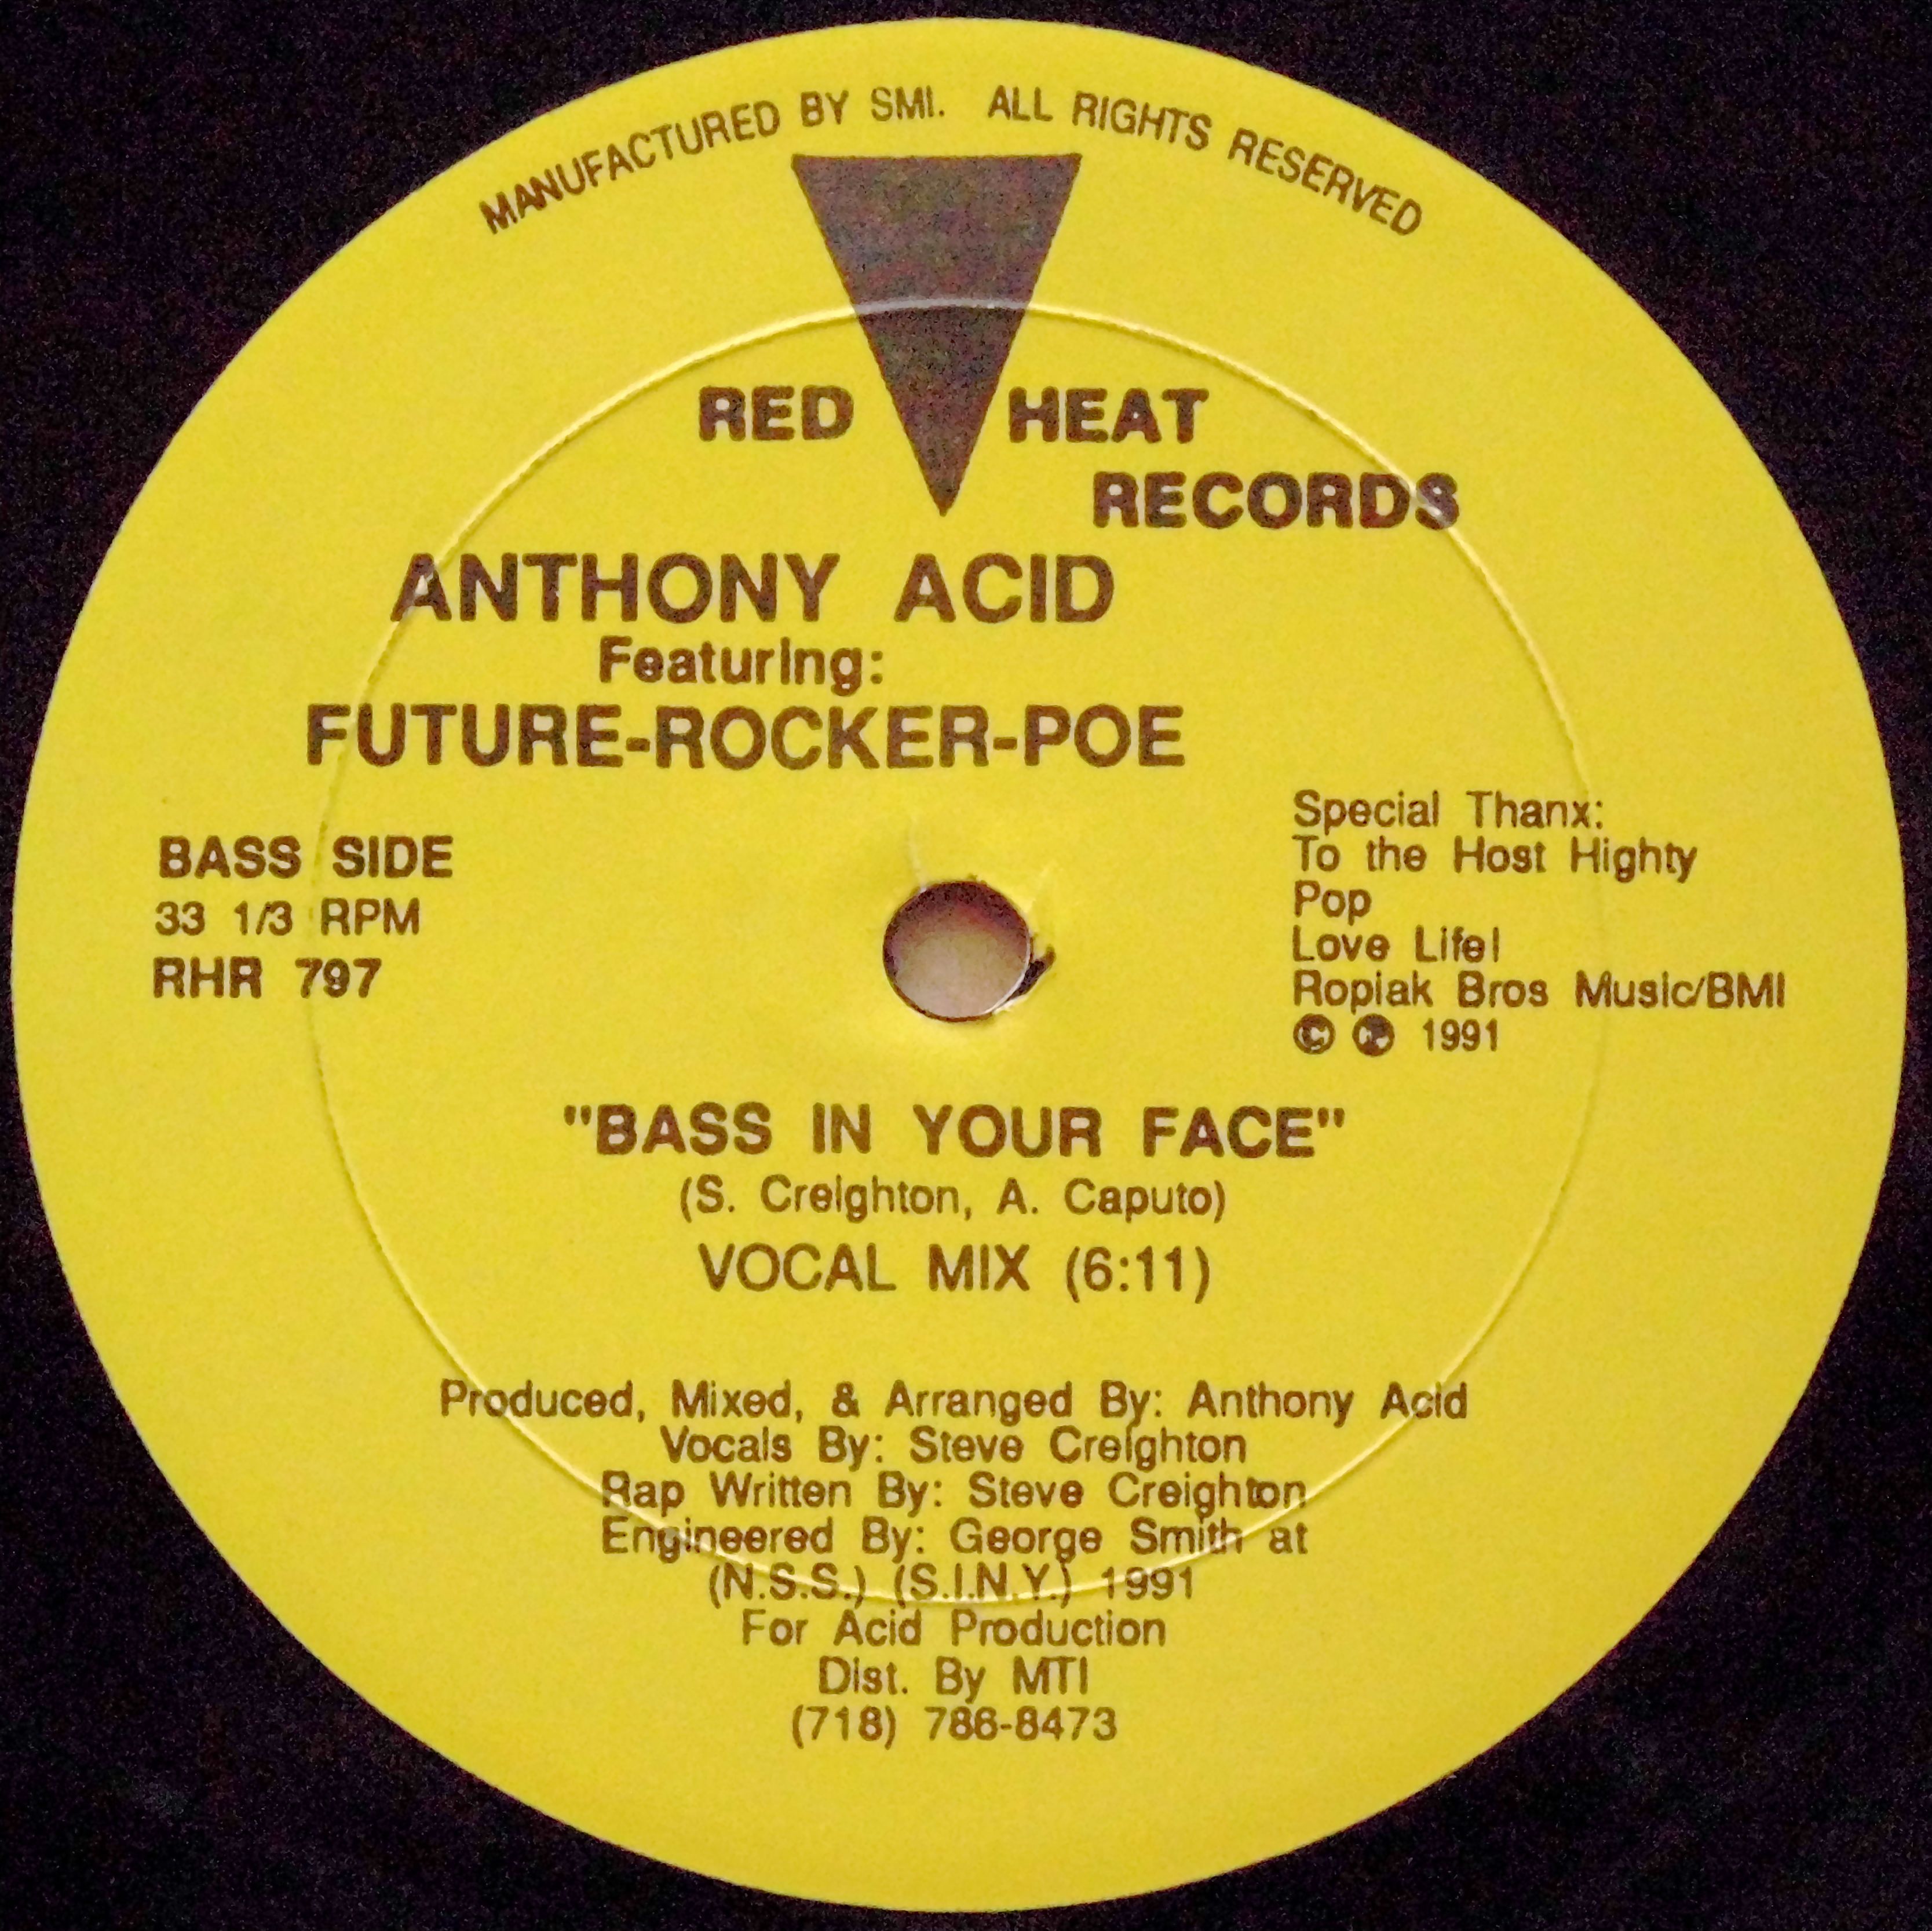 MANUFACTURED BY SMI. ALL RIGHTS RESERVED
RED HEAT
RECORDS
ANTHONY ACID
Featuring:
FUTURE-ROCKER-POE
BASS SIDE
33 1/3 RPM
RHR 797
Special Thanx:
To the Host Highty
Pop
Love Life!
Ropiak Bros Music/BMI
© ℗ 1991
"BASS IN YOUR FACE"
(S. Creighton, A. Caputo)
VOCAL MIX (6:11)
Produced, Mixed, & Arranged By: Anthony Acid
Vocals By: Steve Creighton
Rap Written By: Steve Creighton
Engineered By: George Smith at
(N.S.S.) (S.I.N.Y.) 1991
For Acid Production
Dist. By MTI
(718) 786-8473